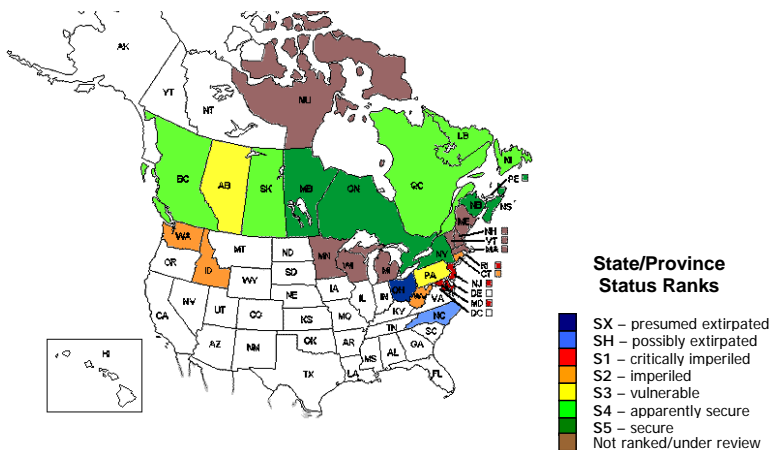 AK
YT
NT
NU
BC
AB
SK
MB
ON
QC
LB
NI
PE
NB
NS
ME
NH
VT
MA
RI
CT
NJ
DE
MD
DC
WA
OR
ID
MT
ND
MN
WI
MI
NY
PA
OH
WV
VA
WY
SD
IA
IL
IN
NV
UT
CO
NE
KS
MO
KY
NC
TN
SC
CA
AZ
NM
OK
AR
MS
AL
GA
TX
LA
FL
HI
State/Province
Status Ranks
SX – presumed extirpated
SH – possibly extirpated
S1 – critically imperiled
S2 – imperiled
S3 – vulnerable
S4 – apparently secure
S5 – secure
Not ranked/under review